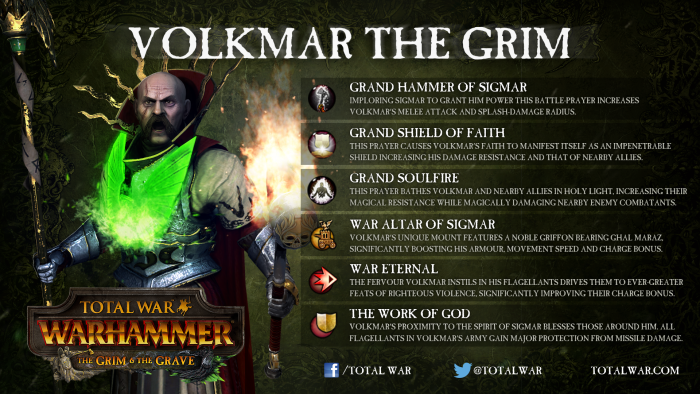 VOLKMAR THE GRIM
GRAND HAMMER OF SIGMAR
IMPLORING SIGMAR TO GRANT HIM POWER THIS BATTLE-PRAYER INCREASES
VOLKMAR'S MELEE ATTACK AND SPLASH-DAMAGE RADIUS.
GRAND SHIELD OF FAITH
THIS PRAYER CAUSES VOLKMAR'S FAITH TO MANIFEST ITSELF AS AN IMPENETRABLE
SHIELD INCREASING HIS DAMAGE RESISTANCE AND THAT OF NEARBY ALLIES.
GRAND SOULFIRE
THIS PRAYER BATHES VOLKMAR AND NEARBY ALLIES IN HOLY LIGHT, INCREASING THEIR
MAGICAL RESISTANCE WHILE MAGICALLY DAMAGING NEARBY ENEMY COMBATANTS.
WAR ALTAR OF SIGMAR
VOLKMAR'S UNIQUE MOUNT FEATURES A NOBLE GRIFFON BEARING GHAL MARAZ,
SIGNIFICANTLY BOOSTING HIS ARMOUR, MOVEMENT SPEED AND CHARGE BONUS.
WAR ETERNAL
THE FERVOUR VOLKMAR INSTILS IN HIS FLAGELLANTS DRIVES THEM TO EVER-GREATER
FEATS OF RIGHTEOUS VIOLENCE, SIGNIFICANTLY IMPROVING THEIR CHARGE BONUS.
THE WORK OF GOD
VOLKMAR'S PROXIMITY TO THE SPIRIT OF SIGMAR BLESSES THOSE AROUND HIM. ALL
FLAGELLANTS IN VOLKMAR'S ARMY GAIN MAJOR PROTECTION FROM MISSILE DAMAGE.
TOTAL WAR
WARHAMMER
THE GRIM & THE GRAVE
/TOTAL WAR
@TOTALWAR
TOTALWAR.COM